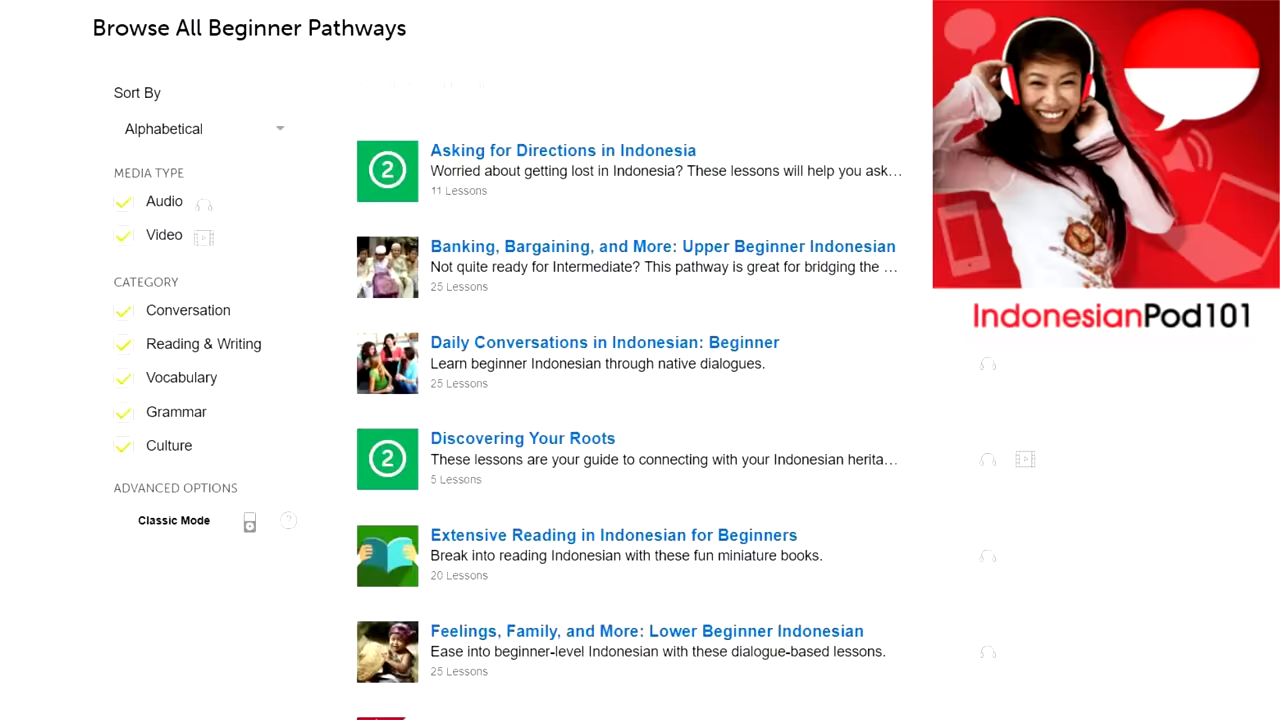 Browse All Beginner Pathways
Sort By
Alphabetical
MEDIA TYPE
Audio
Video
CATEGORY
Conversation
Reading & Writing
Vocabulary
Grammar
Culture
ADVANCED OPTIONS
Classic Mode
?
2
Asking for Directions in Indonesia
Worried about getting lost in Indonesia? These lessons will help you ask…
11 Lessons
Banking, Bargaining, and More: Upper Beginner Indonesian
Not quite ready for Intermediate? This pathway is great for bridging the …
25 Lessons
Daily Conversations in Indonesian: Beginner
Learn beginner Indonesian through native dialogues.
25 Lessons
2
Discovering Your Roots
These lessons are your guide to connecting with your Indonesian herita…
5 Lessons
Extensive Reading in Indonesian for Beginners
Break into reading Indonesian with these fun miniature books.
20 Lessons
Feelings, Family, and More: Lower Beginner Indonesian
Ease into beginner-level Indonesian with these dialogue-based lessons.
25 Lessons
IndonesianPod101